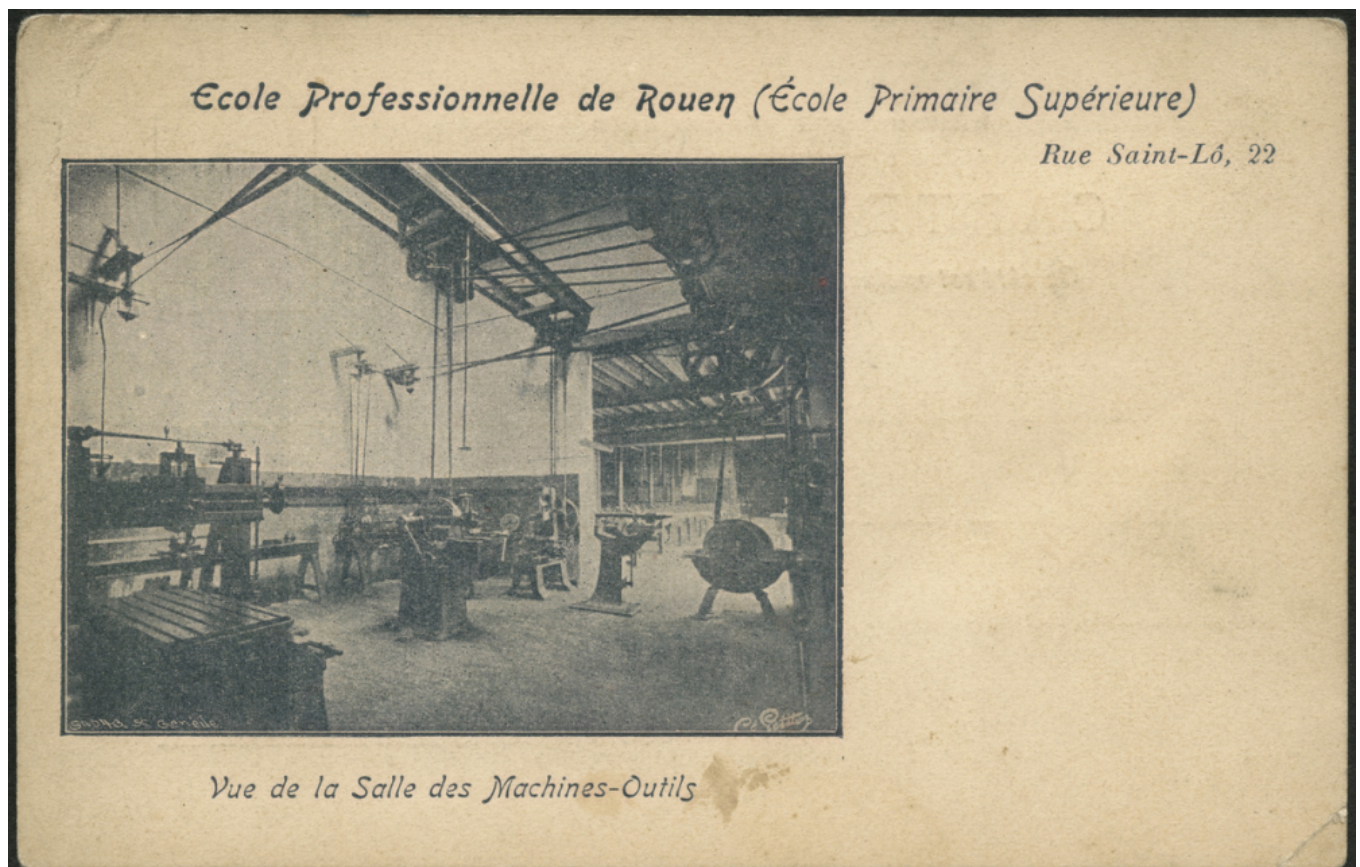 Ecole Professionnelle de Rouen (École Primaire Supérieure)
Rue Saint-Lô, 22
Vue de la Salle des Machines-Outils